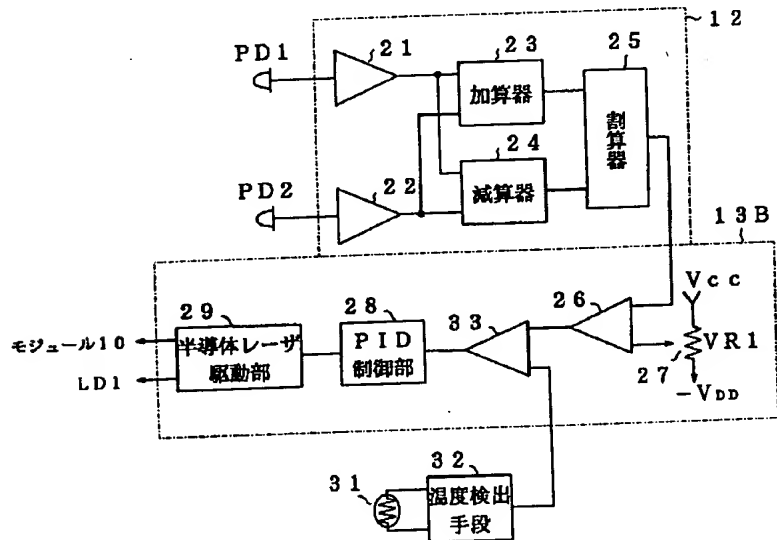 12
PD1
21
23
加算器
25
割算器
24
減算器
PD2
22
13B
29
半導体レーザ
駆動部
28
PID
制御部
33
26
Vcc
VR1
27
-VDD
モジュール10
LD1
31
32
温度検出
手段